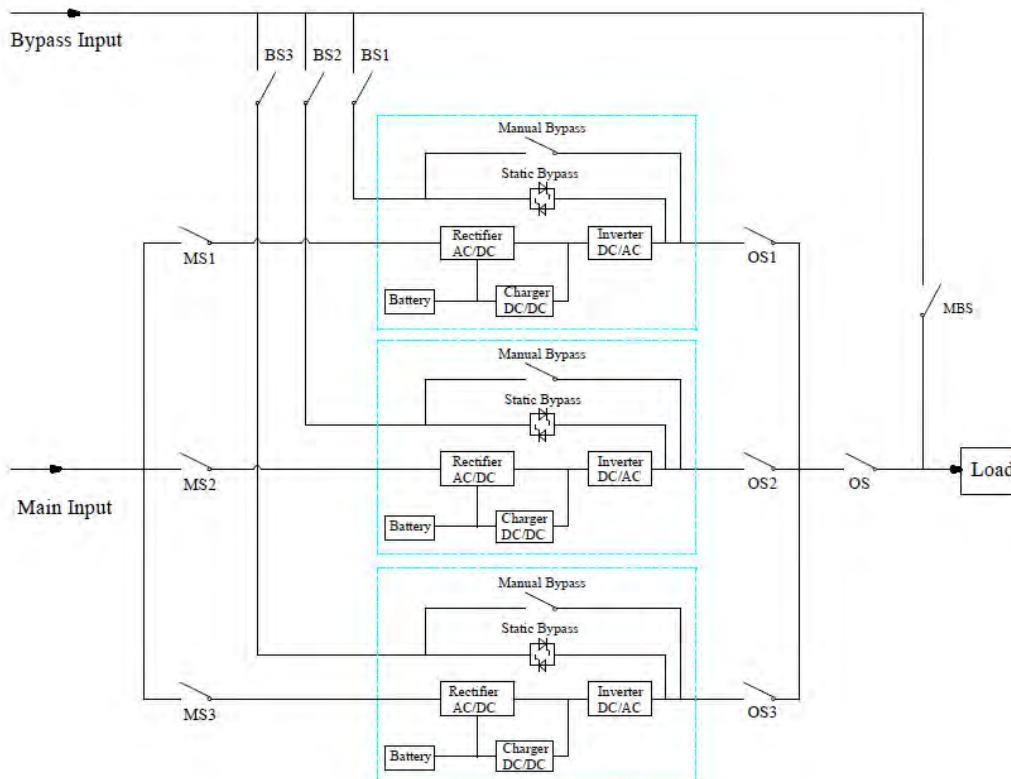 Bypass Input
BS3
BS2
BS1
Manual Bypass
Static Bypass
MS1
Rectifier
AC/DC
Inverter
DC/AC
OS1
Battery
Charger
DC/DC
MBS
Manual Bypass
Static Bypass
Main Input
MS2
Rectifier
AC/DC
Inverter
DC/AC
OS2
OS
Load
Battery
Charger
DC/DC
Manual Bypass
Static Bypass
MS3
Rectifier
AC/DC
Inverter
DC/AC
OS3
Battery
Charger
DC/DC